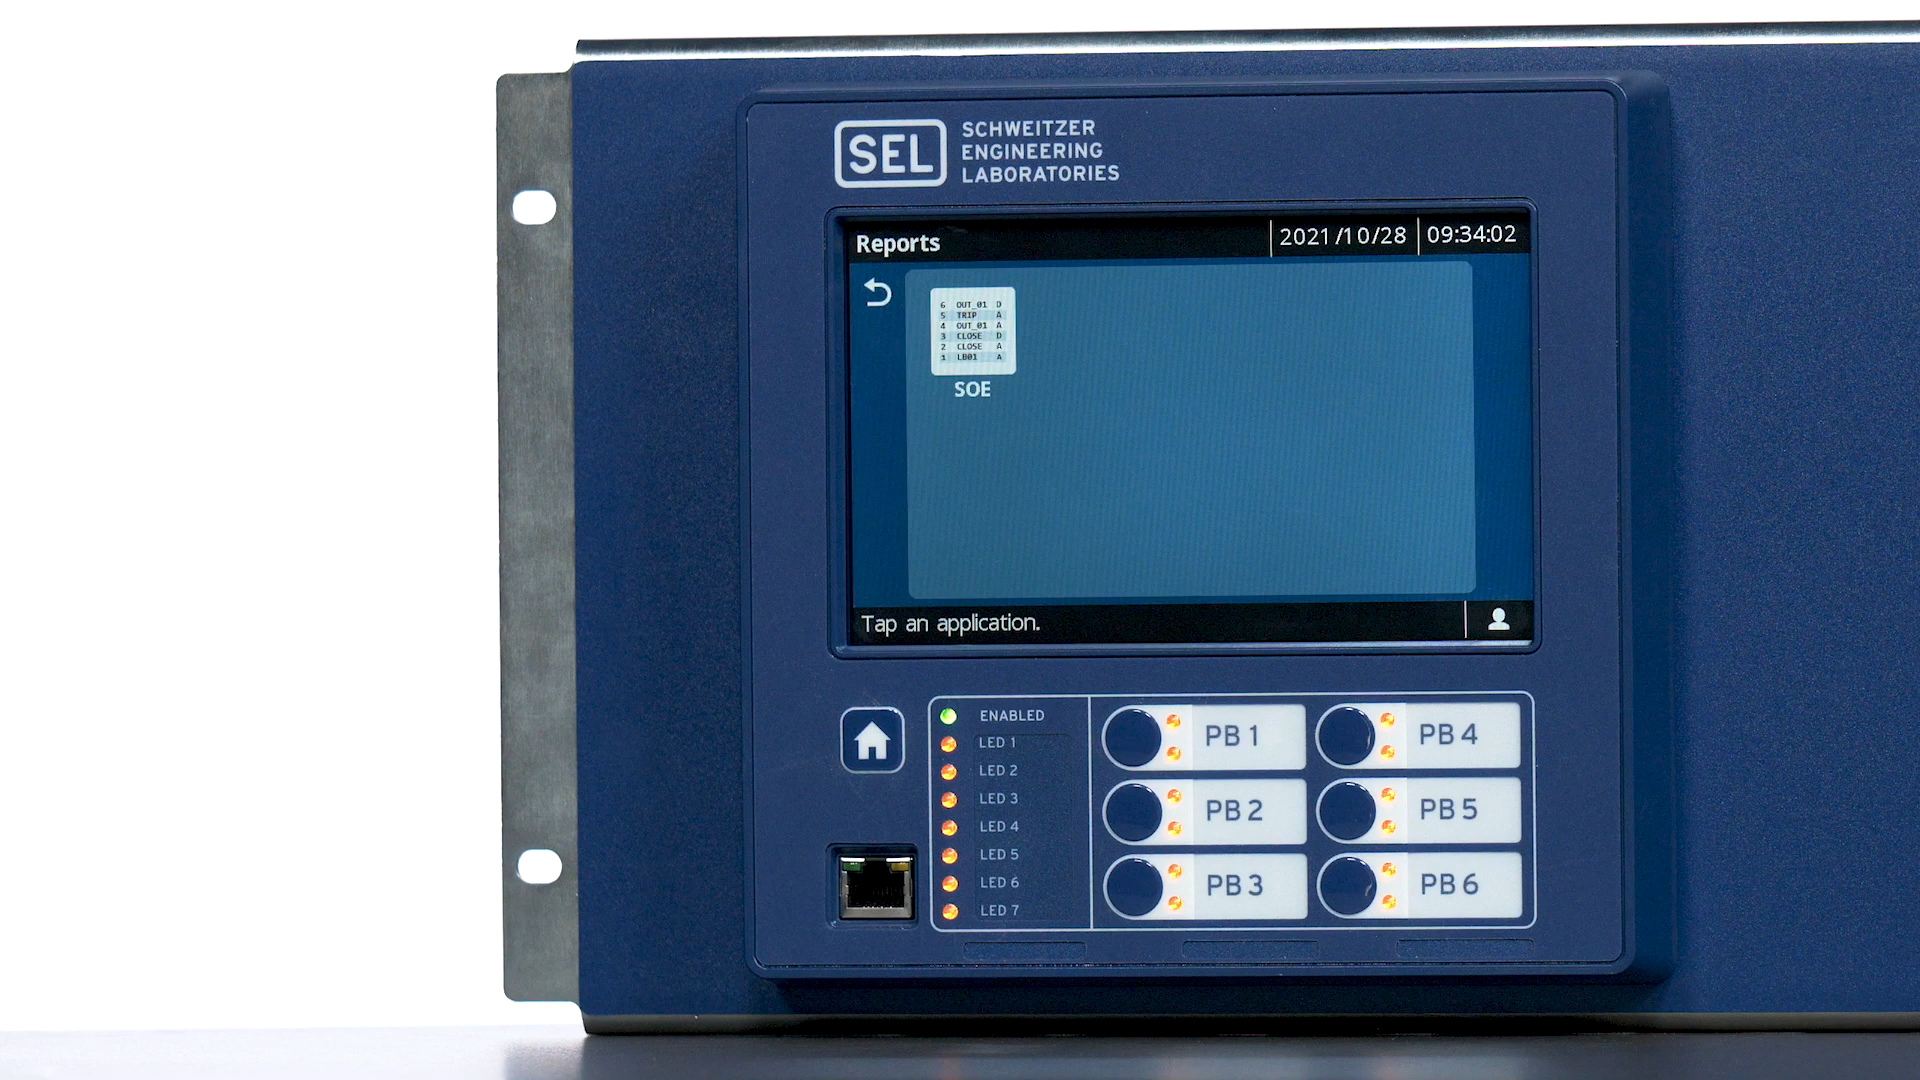 SEL
SCHWEITZER
ENGINEERING
LABORATORIES
Reports 2021/10/28 09:34:02
6 OUT_01 D
5 TRIP A
4 OUT_01 A
3 CLOSE D
2 CLOSE A
1 LB01 A
SOE
Tap an application.
ENABLED
LED 1
LED 2
LED 3
LED 4
LED 5
LED 6
LED 7
PB 1
PB 4
PB 2
PB 5
PB 3
PB 6